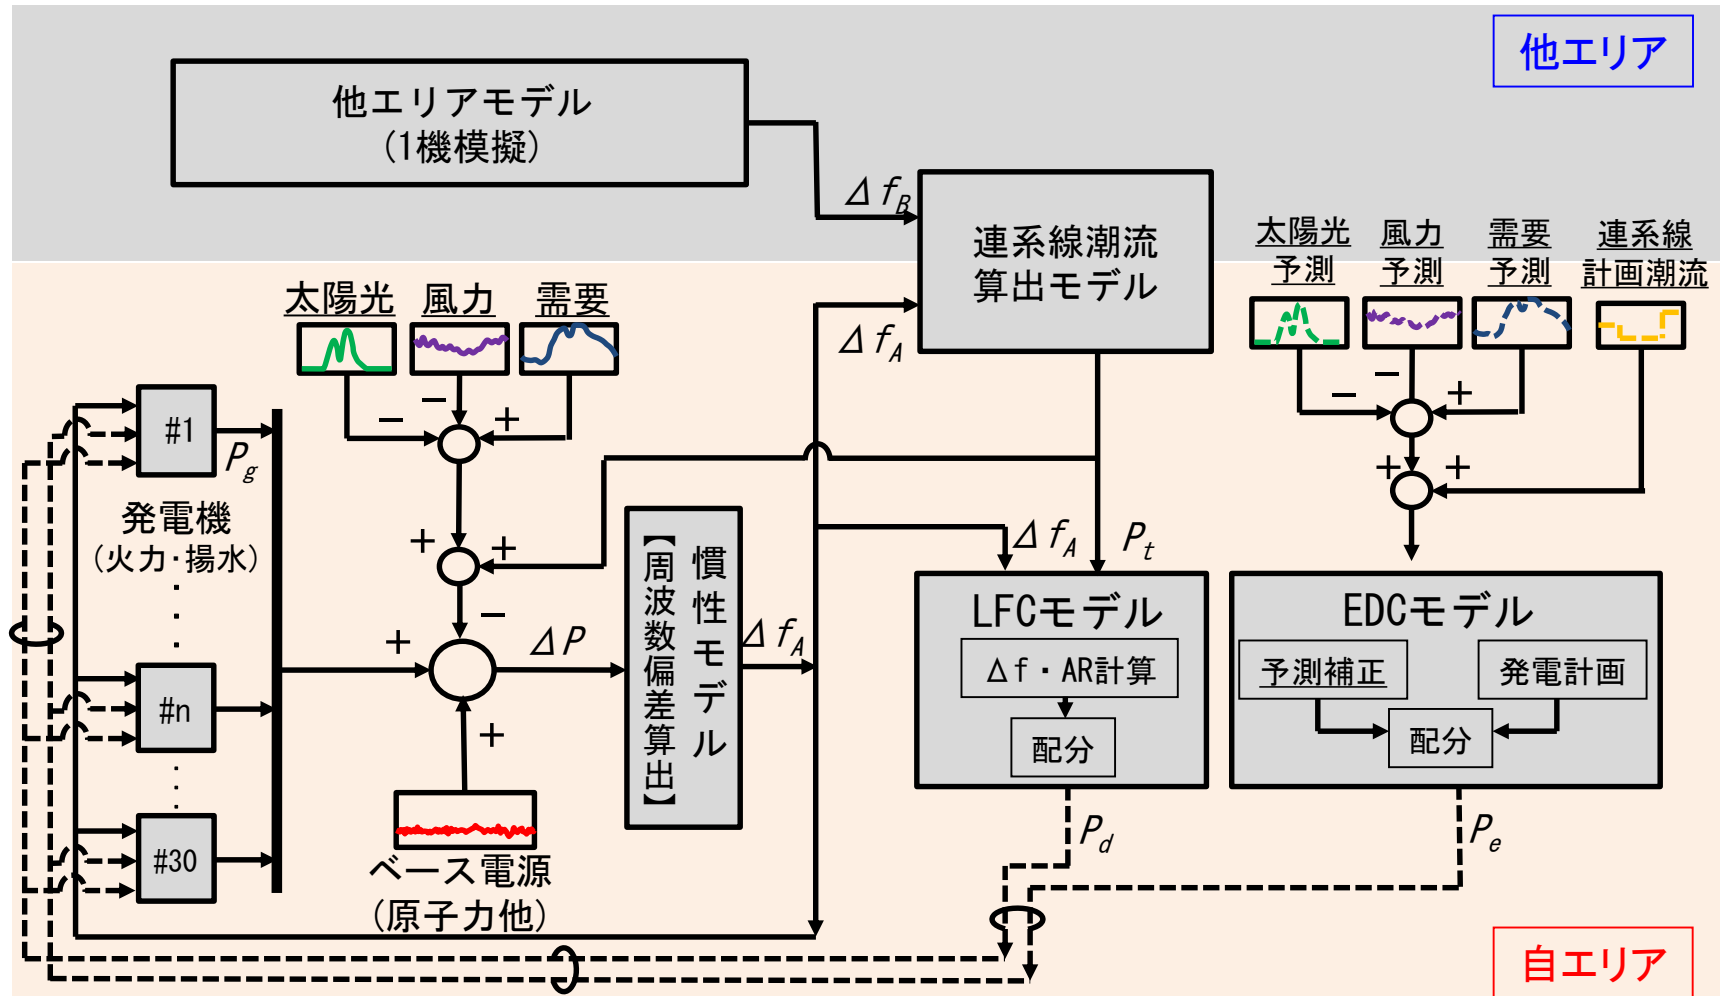 他エリア
他エリアモデル
(1機模擬)
Δf_B
連系線潮流
算出モデル
Δf_A
太陽光
予測
風力
予測
需要
予測
連系線
計画潮流
太陽光
風力
需要
−
−
+
−
−
+
+
+
#1
P_g
発電機
(火力・揚水)
・
・
・
#n
・
・
・
#30
+
+
+
−
ΔP
+
ベース電源
(原子力他)
慣性モデル
【周波数偏差算出】
Δf_A
Δf_A
P_t
LFCモデル
Δf・AR計算
配分
P_d
EDCモデル
予測補正
発電計画
配分
P_e
自エリア